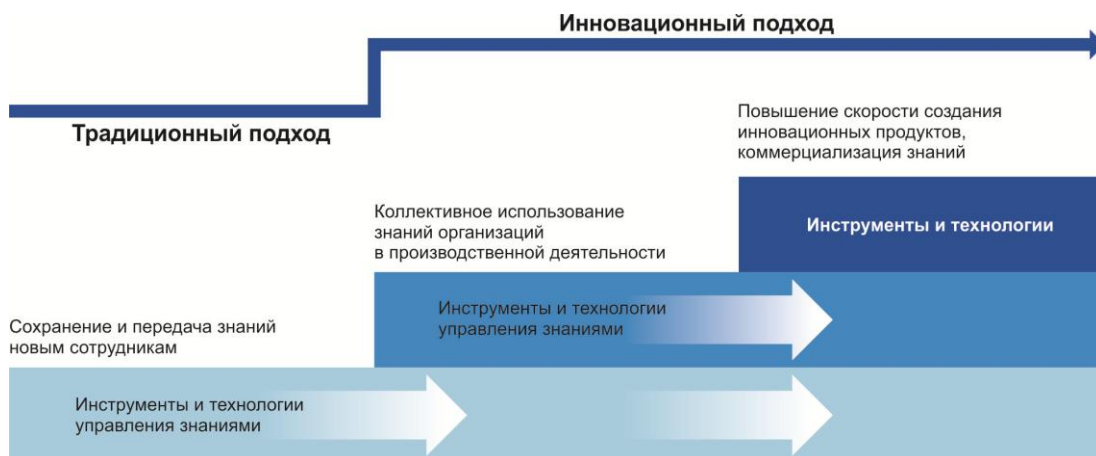 Инновационный подход
Традиционный подход
Повышение скорости создания
инновационных продуктов,
коммерциализация знаний
Инструменты и технологии
Коллективное использование
знаний организаций
в производственной деятельности
Инструменты и технологии
управления знаниями
Сохранение и передача знаний
новым сотрудникам
Инструменты и технологии
управления знаниями